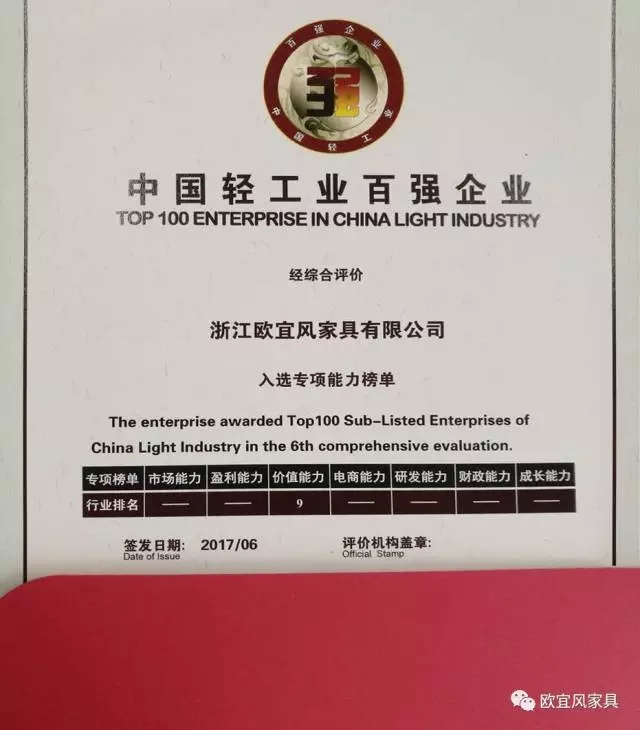 百强企业
强
中国轻工业
中国轻工业百强企业
TOP 100 ENTERPRISE IN CHINA LIGHT INDUSTRY
经综合评价
浙江欧宜风家具有限公司
入选专项能力榜单
The enterprise awarded Top100 Sub-Listed Enterprises of
China Light Industry in the 6th comprehensive evaluation.
专项榜单 市场能力 盈利能力 价值能力 电商能力 研发能力 财政能力 成长能力
行业排名 —— —— 9 —— —— —— ——
签发日期: 2017/06 评价机构盖章:
Date of Issue Official Stamp
欧宜风家具